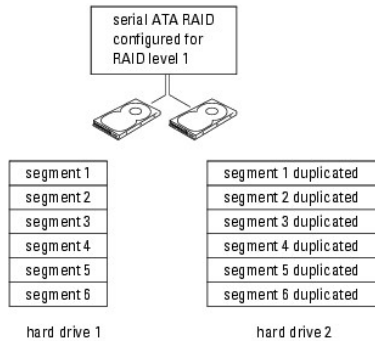 serial ATA RAID
configured for
RAID level 1
segment 1
segment 2
segment 3
segment 4
segment 5
segment 6
hard drive 1
segment 1 duplicated
segment 2 duplicated
segment 3 duplicated
segment 4 duplicated
segment 5 duplicated
segment 6 duplicated
hard drive 2